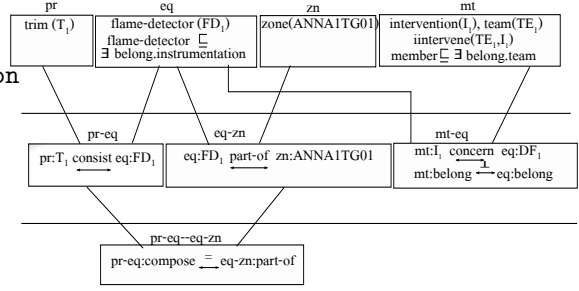 pr
eq
zn
mt
trim (T₁)
flame-detector (FD₁)
flame-detector ⊑
∃ belong.instrumentation
zone(ANNA1TG01)
intervention(I₁), team(TE₁)
iintervene(TE₁,I₁)
member⊑ ∃ belong.team
on
pr-eq
eq-zn
mt-eq
pr:T₁ consist eq:FD₁
⟷
eq:FD₁ part-of zn:ANNA1TG01
⟷
mt:I₁ concern eq:DF₁
⟷
⊥
mt:belong ⟷ eq:belong
pr-eq--eq-zn
pr-eq:compose = eq-zn:part-of
⟷